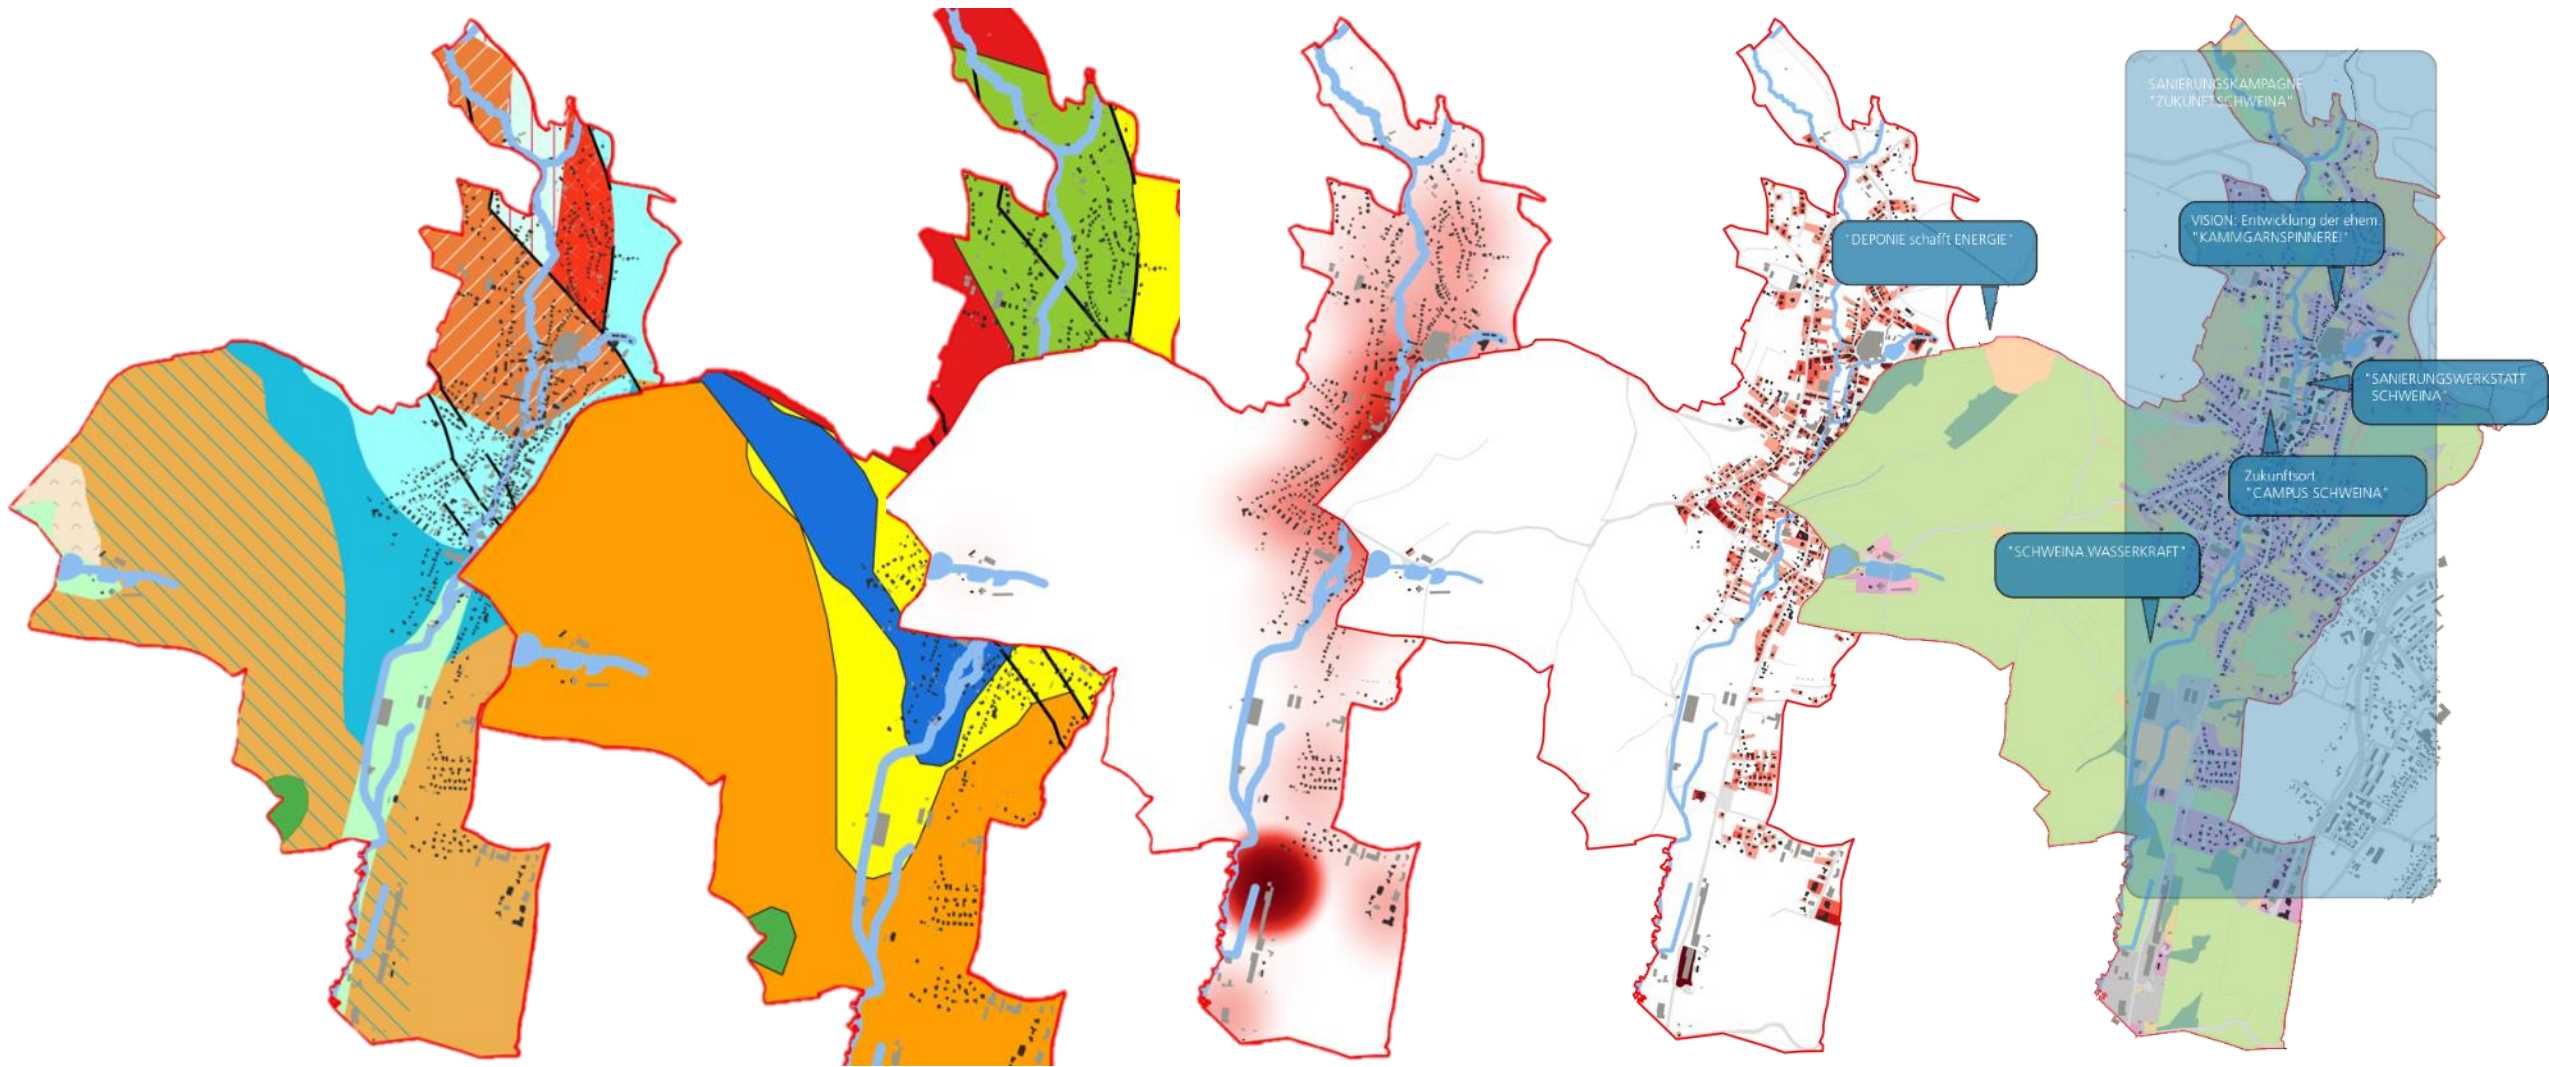 SANIERUNGSKAMPAGNE
"ZUKUNFT.SCHWEINA"
VISION: Entwicklung der ehem.
"KAMMGARNSPINNEREI"
"DEPONIE schafft ENERGIE"
"SANIERUNGSWERKSTATT
SCHWEINA"
Zukunftsort
"CAMPUS SCHWEINA"
"SCHWEINA.WASSERKRAFT"